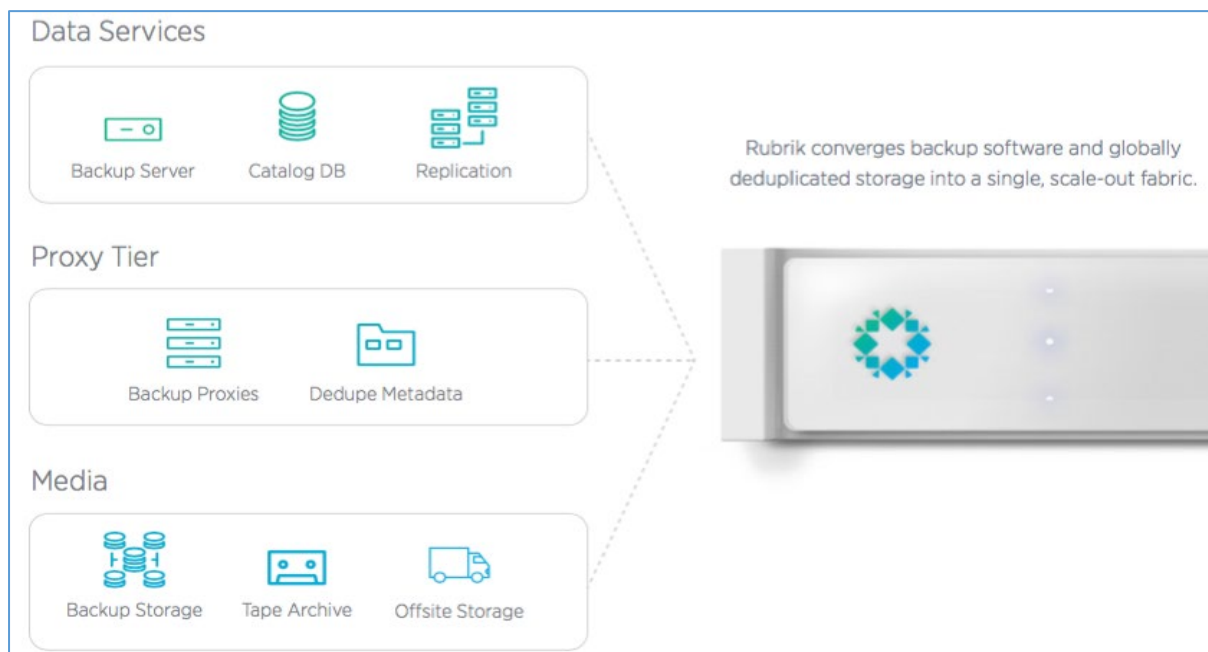 Data Services
Backup Server
Catalog DB
Replication
Rubrik converges backup software and globally
deduplicated storage into a single, scale-out fabric.
Proxy Tier
Backup Proxies
Dedupe Metadata
Media
Backup Storage
Tape Archive
Offsite Storage